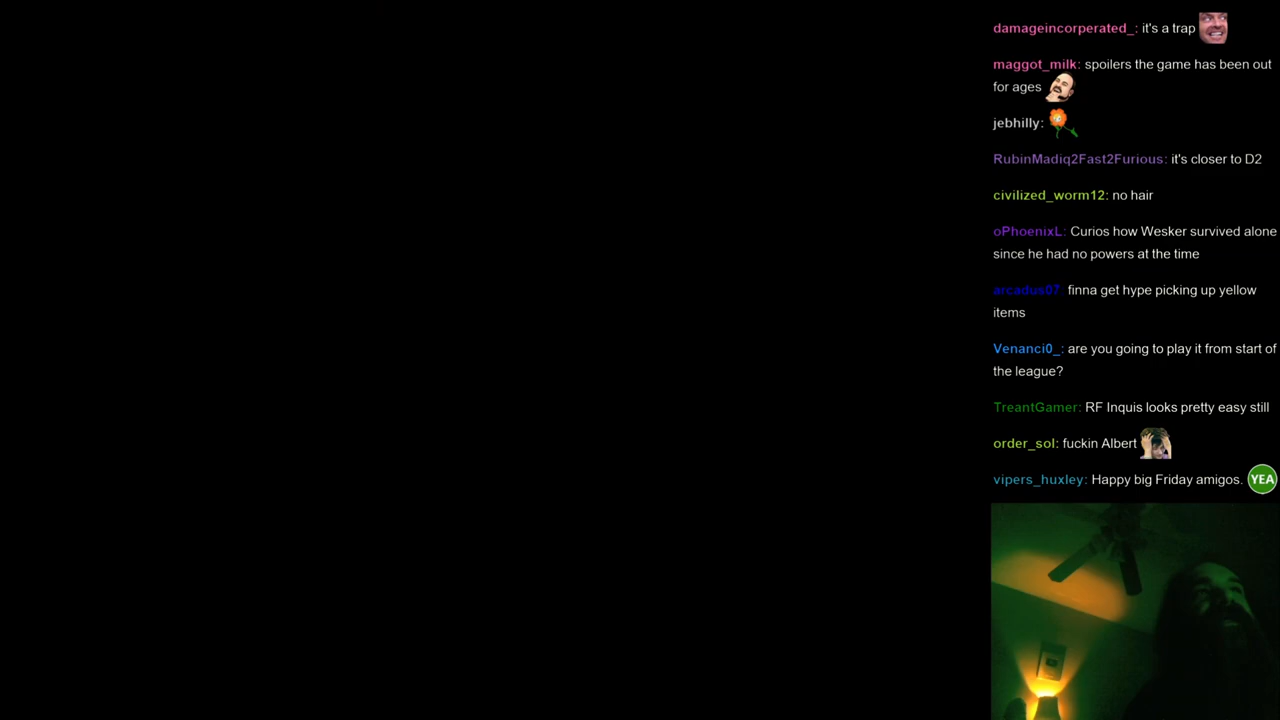 damageincorperated_: it's a trap
maggot_milk: spoilers the game has been out
for ages
jebhilly:
RubinMadiq2Fast2Furious: it's closer to D2
civilized_worm12: no hair
oPhoenixL: Curios how Wesker survived alone
since he had no powers at the time
arcadus07: finna get hype picking up yellow
items
Venanci0_: are you going to play it from start of
the league?
TreantGamer: RF Inquis looks pretty easy still
order_sol: fuckin Albert
vipers_huxley: Happy big Friday amigos. YEA